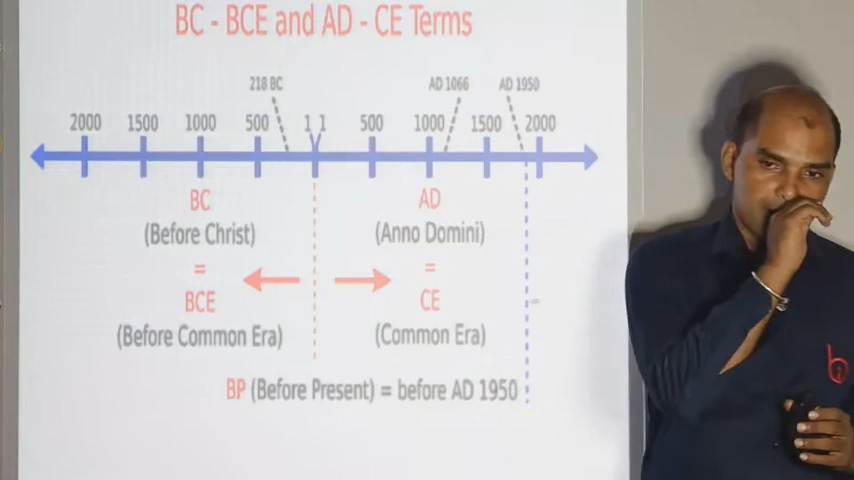 BC - BCE and AD - CE Terms
218 BC AD 1066 AD 1950
2000 1500 1000 500 1 1 500 1000 1500 2000
BC AD
(Before Christ) (Anno Domini)
= =
BCE CE
(Before Common Era) (Common Era)
BP (Before Present) = before AD 1950